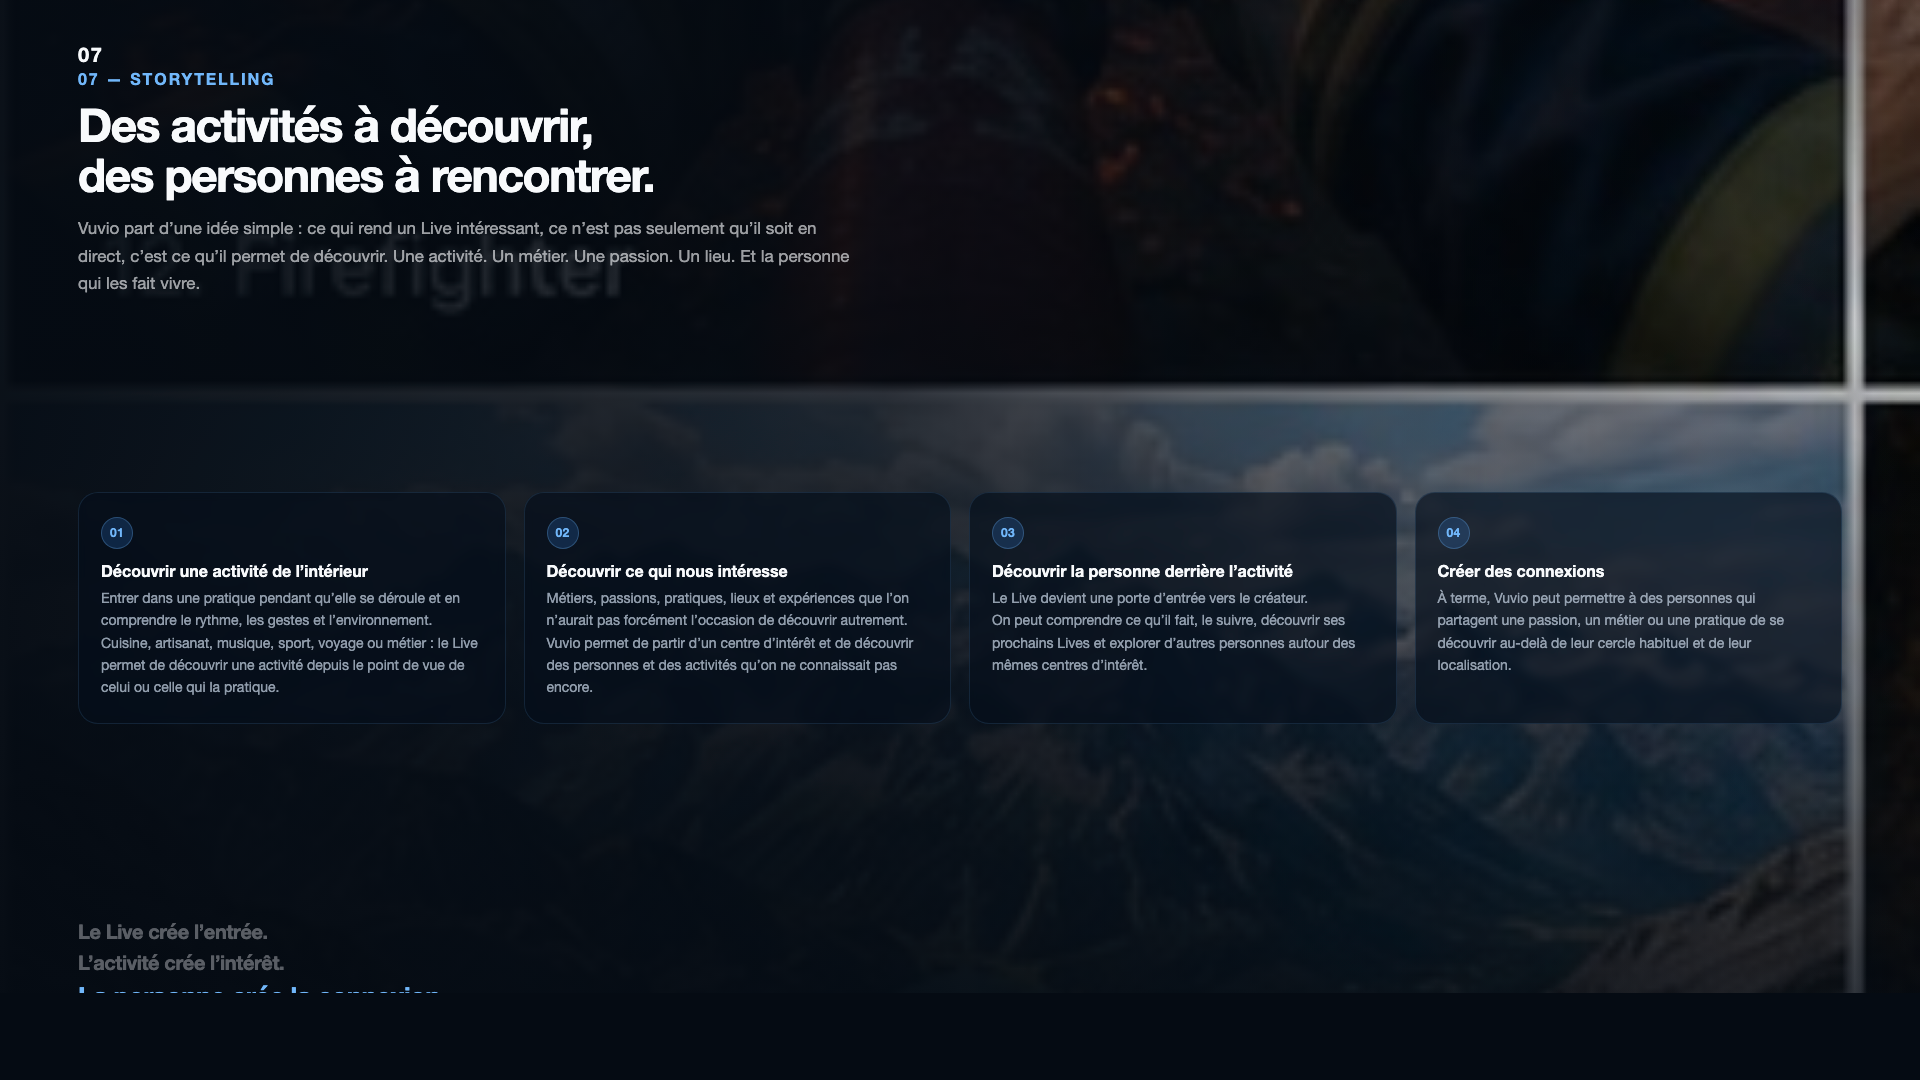 07
07 — STORYTELLING
Des activités à découvrir,
des personnes à rencontrer.
Vuvio part d’une idée simple : ce qui rend un Live intéressant, ce n’est pas seulement qu’il soit en
direct, c’est ce qu’il permet de découvrir. Une activité. Un métier. Une passion. Un lieu. Et la personne
qui les fait vivre.
Firefighter
01
Découvrir une activité de l’intérieur
Entrer dans une pratique pendant qu’elle se déroule et en
comprendre le rythme, les gestes et l’environnement.
Cuisine, artisanat, musique, sport, voyage ou métier : le Live
permet de découvrir une activité depuis le point de vue de
celui ou celle qui la pratique.
02
Découvrir ce qui nous intéresse
Métiers, passions, pratiques, lieux et expériences que l’on
n’aurait pas forcément l’occasion de découvrir autrement.
Vuvio permet de partir d’un centre d’intérêt et de découvrir
des personnes et des activités qu’on ne connaissait pas
encore.
03
Découvrir la personne derrière l’activité
Le Live devient une porte d’entrée vers le créateur.
On peut comprendre ce qu’il fait, le suivre, découvrir ses
prochains Lives et explorer d’autres personnes autour des
mêmes centres d’intérêt.
04
Créer des connexions
À terme, Vuvio peut permettre à des personnes qui
partagent une passion, un métier ou une pratique de se
découvrir au-delà de leur cercle habituel et de leur
localisation.
Le Live crée l’entrée.
L’activité crée l’intérêt.
La personne crée la connexion.